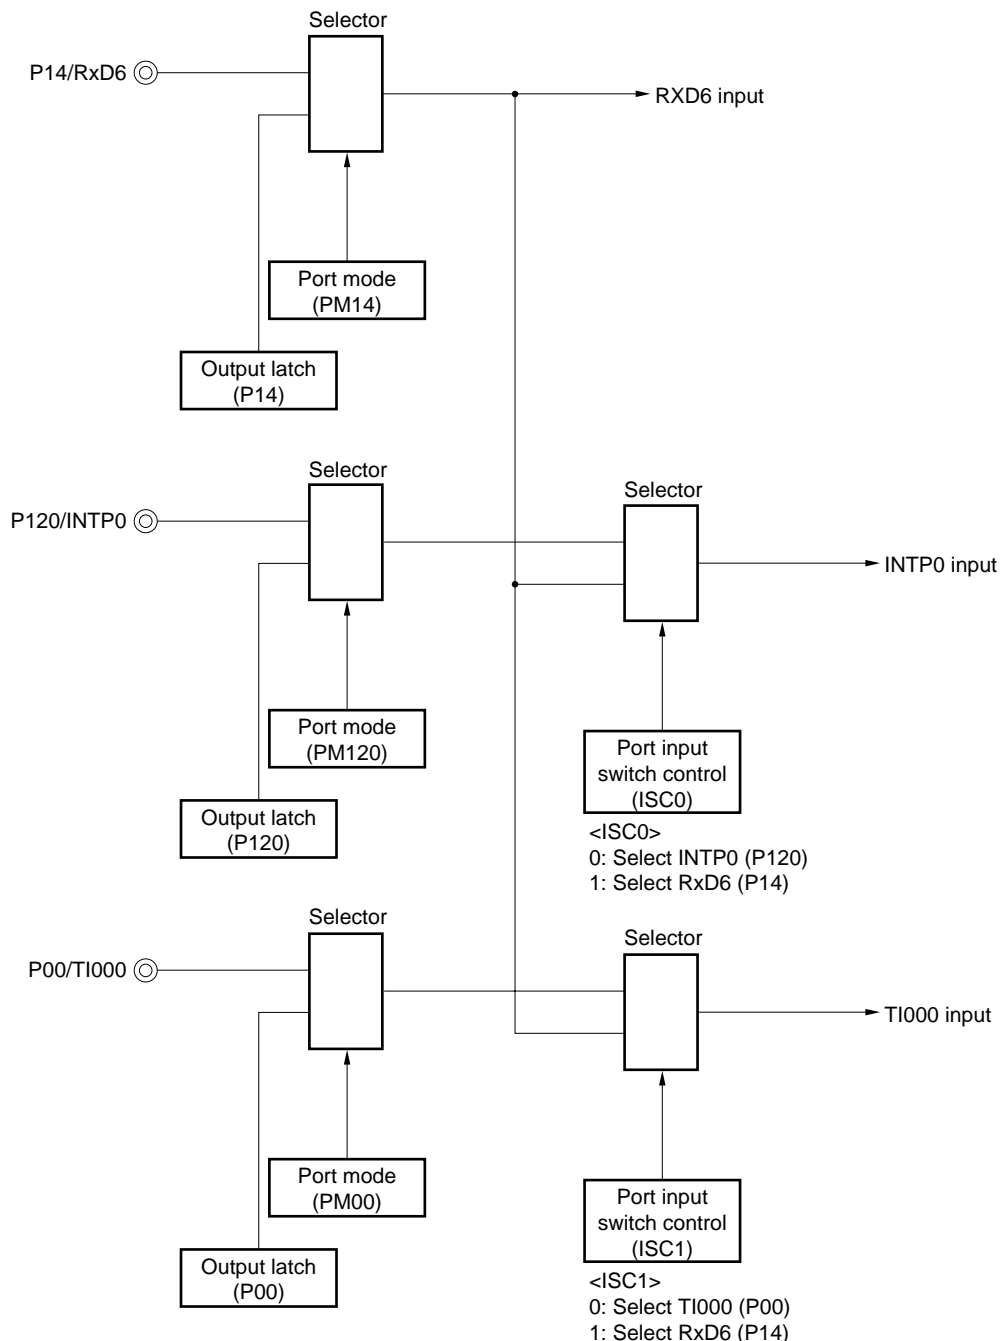 Selector
P14/RxD6
RXD6 input
Port mode
(PM14)
Output latch
(P14)
Selector
P120/INTP0
Selector
INTP0 input
Port mode
(PM120)
Output latch
(P120)
Port input
switch control
(ISC0)
<ISC0>
0: Select INTP0 (P120)
1: Select RxD6 (P14)
Selector
P00/TI000
Selector
TI000 input
Port mode
(PM00)
Output latch
(P00)
Port input
switch control
(ISC1)
<ISC1>
0: Select TI000 (P00)
1: Select RxD6 (P14)